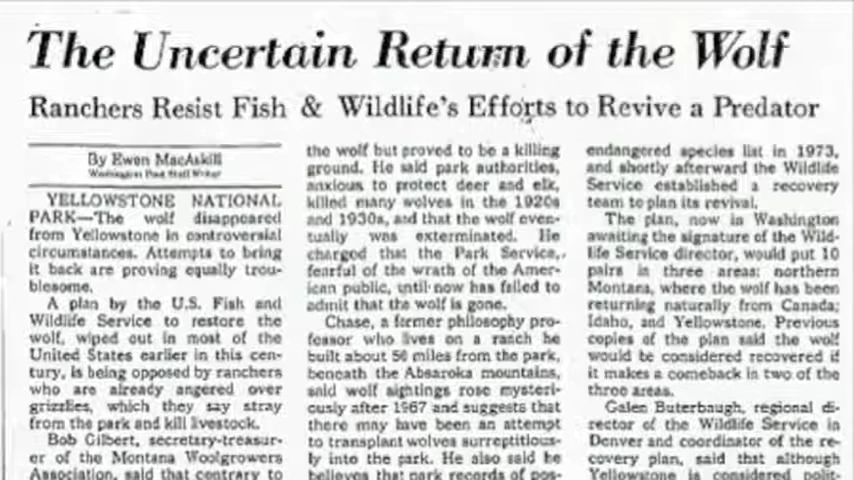 The Uncertain Return of the Wolf
Ranchers Resist Fish & Wildlife's Efforts to Revive a Predator
By Ewen MacAskill
Washington Post Staff Writer
YELLOWSTONE NATIONAL
PARK—The wolf disappeared
from Yellowstone in controversial
circumstances. Attempts to bring
it back are proving equally trou-
blesome.
A plan by the U.S. Fish and
Wildlife Service to restore the
wolf, wiped out in most of the
United States earlier in this cen-
tury, is being opposed by ranchers
who are already angered over
grizzlies, which they say stray
from the park and kill livestock.
Bob Gilbert, secretary-treasur-
er of the Montana Woolgrowers
Association, said that contrary to
the wolf but proved to be a killing
ground. He said park authorities,
anxious to protect deer and elk,
killed many wolves in the 1920s
and 1930s, and that the wolf even-
tually was exterminated. He
charged that the Park Service,
fearful of the wrath of the Amer-
ican public, until now has failed to
admit that the wolf is gone.
Chase, a former philosophy pro-
fessor who lives on a ranch he
built about 50 miles from the park,
beneath the Absaroka mountains,
said wolf sightings rose mysteri-
ously after 1967 and suggests that
there may have been an attempt
to transplant wolves surreptitious-
ly into the park. He also said he
believes that park records of pos-
endangered species list in 1973,
and shortly afterward the Wildlife
Service established a recovery
team to plan its revival.
The plan, now in Washington
awaiting the signature of the Wild-
life Service director, would put 10
pairs in three areas: northern
Montana, where the wolf has been
returning naturally from Canada;
Idaho, and Yellowstone. Previous
copies of the plan said the wolf
would be considered recovered if
it makes a comeback in two of the
three areas.
Galen Buterbaugh, regional di-
rector of the Wildlife Service in
Denver and coordinator of the re-
covery plan, said that although
Yellowstone is considered polit-